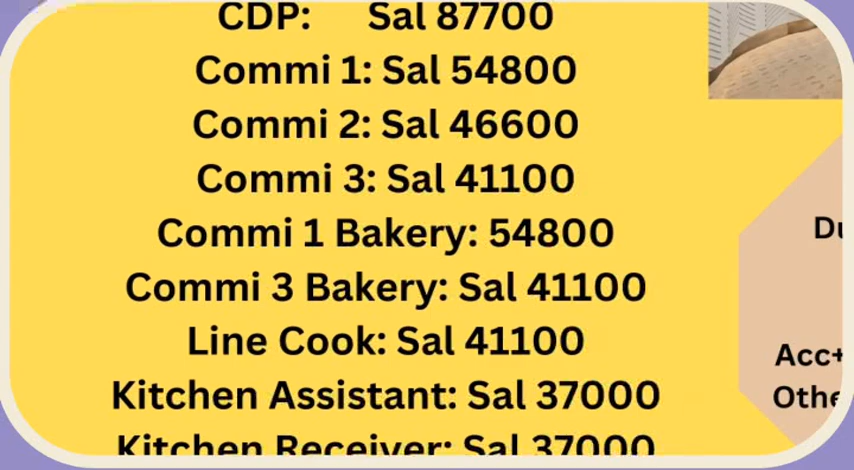 CDP: Sal 87700
Commi 1: Sal 54800
Commi 2: Sal 46600
Commi 3: Sal 41100
Commi 1 Bakery: 54800
Commi 3 Bakery: Sal 41100
Line Cook: Sal 41100
Kitchen Assistant: Sal 37000
Kitchen Receiver: Sal 37000
Acc+